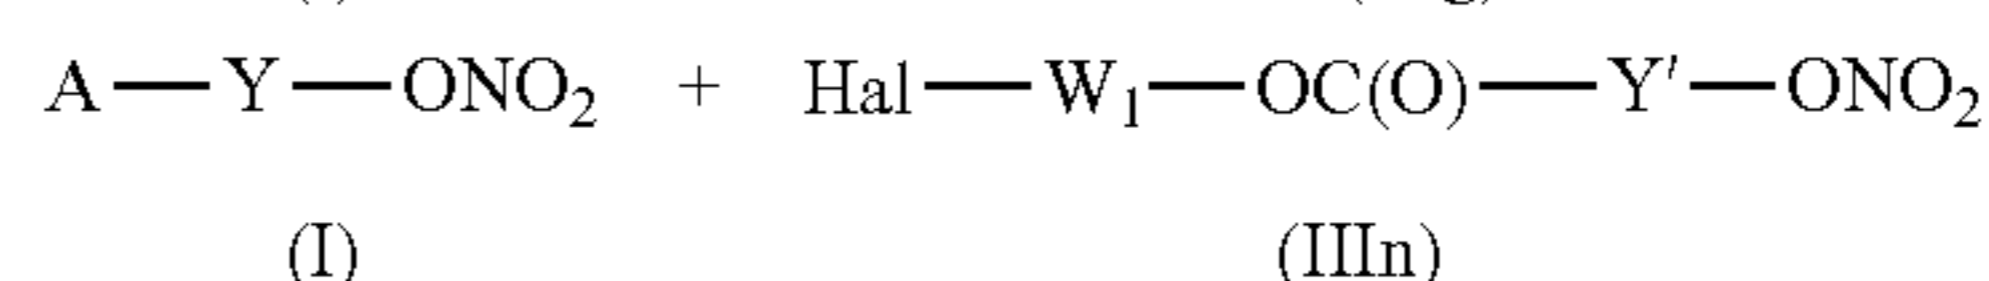 A—Y—ONO₂ + Hal—W₁—OC(O)—Y′—ONO₂
(I) (IIIn)